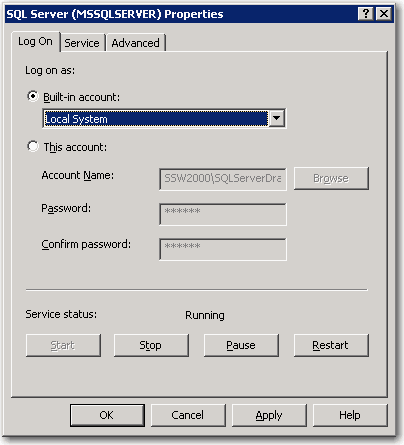 SQL Server (MSSQLSERVER) Properties
Log On Service Advanced
Log on as:
Built-in account:
Local System
This account:
Account Name: SSW2000\SQLServerDra Browse
Password: ******
Confirm password: ******
Service status: Running
Start Stop Pause Restart
OK Cancel Apply Help